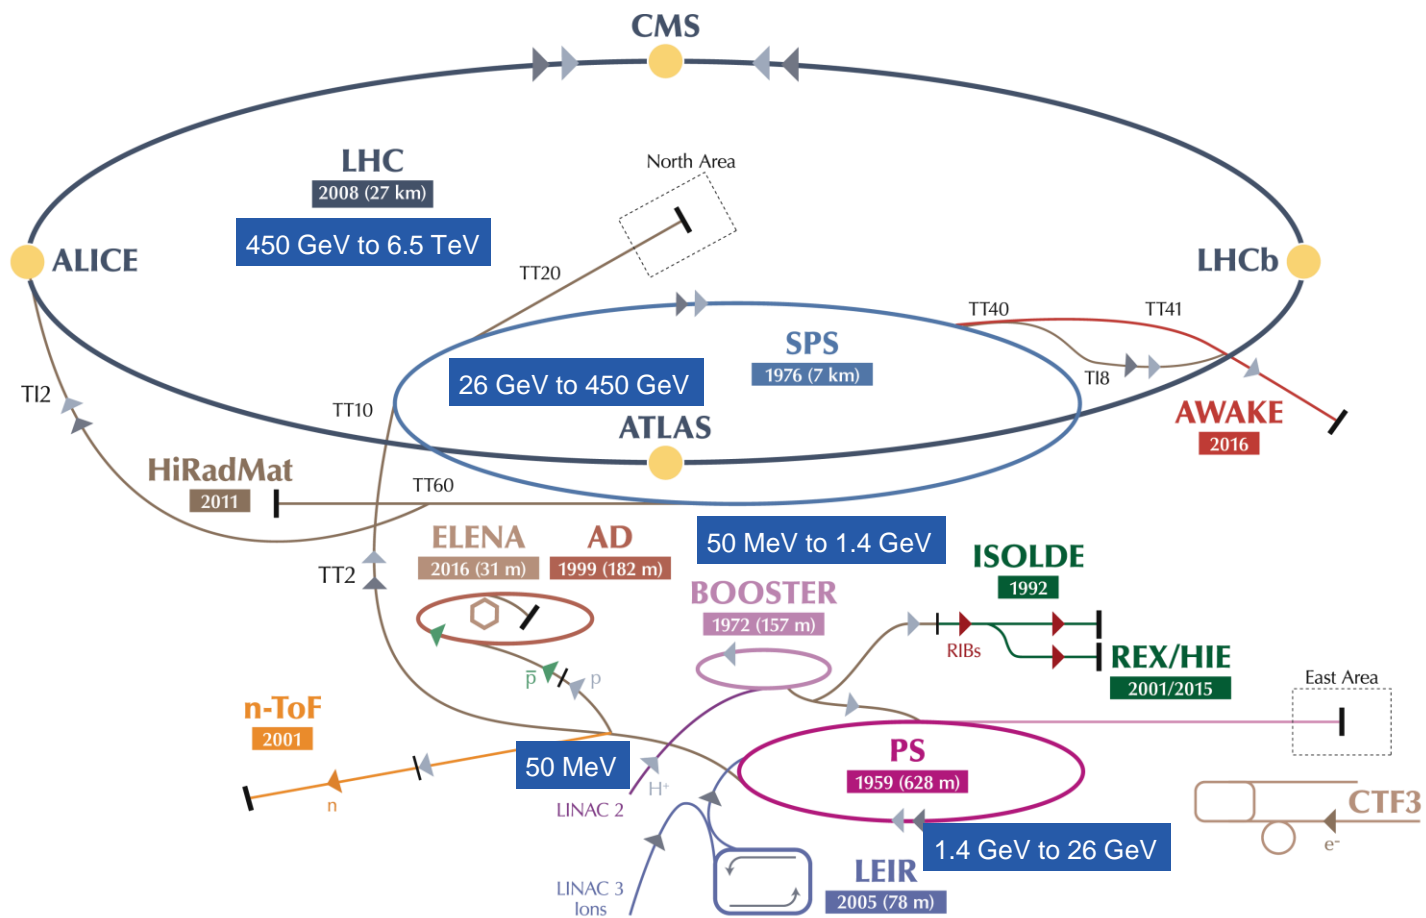 CMS
LHC
2008 (27 km)
450 GeV to 6.5 TeV
North Area
ALICE
LHCb
TT20
TT40
TT41
SPS
1976 (7 km)
26 GeV to 450 GeV
TI8
TI2
TT10
ATLAS
AWAKE
2016
HiRadMat
2011
TT60
ELENA
2016 (31 m)
AD
1999 (182 m)
50 MeV to 1.4 GeV
TT2
BOOSTER
1972 (157 m)
ISOLDE
1992
RIBs
REX/HIE
2001/2015
p̅
p
East Area
n-ToF
2001
PS
1959 (628 m)
50 MeV
H⁺
n
LINAC 2
CTF3
e⁻
1.4 GeV to 26 GeV
LINAC 3
Ions
LEIR
2005 (78 m)